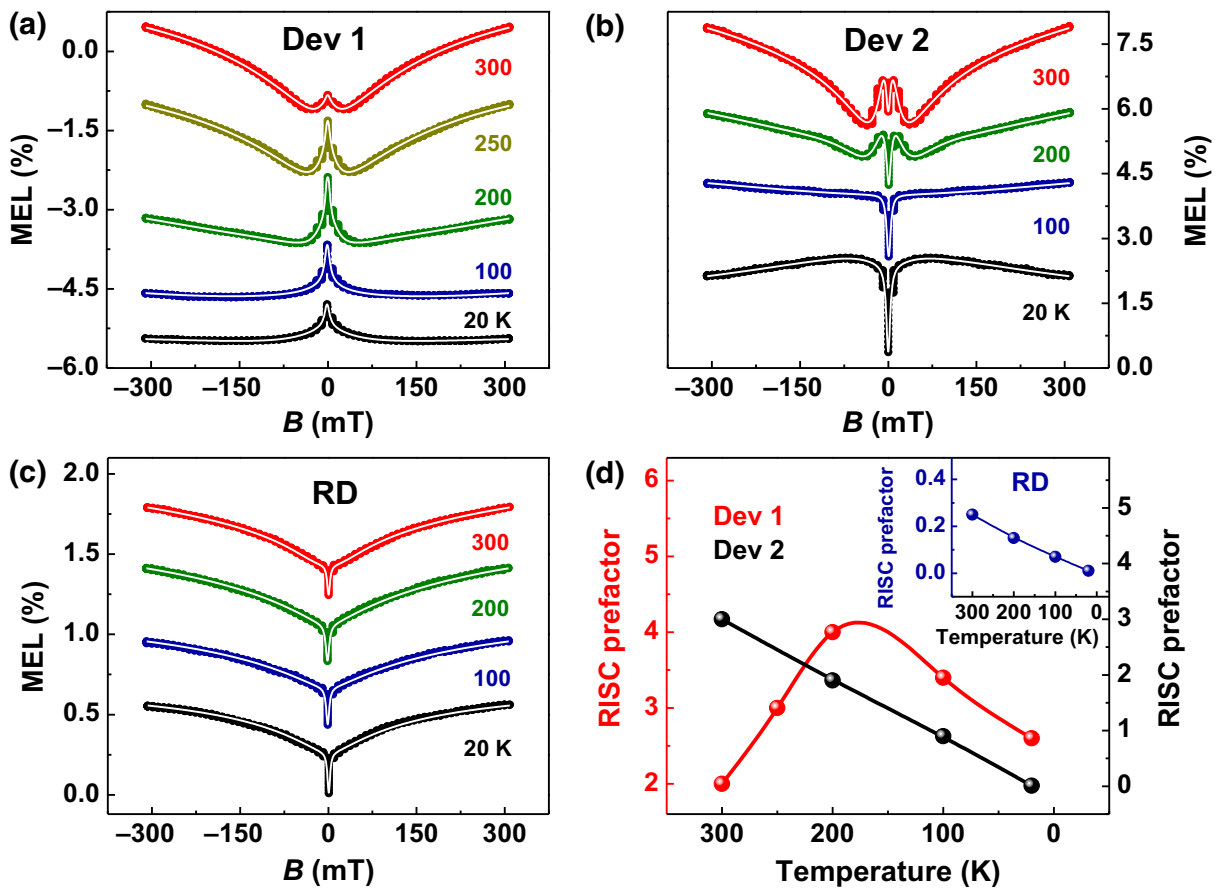 (a)
Dev 1
MEL (%)
0.0
−1.5
−3.0
−4.5
−6.0
300
250
200
100
20 K
−300 −150 0 150 300
B (mT)
(b)
Dev 2
300
200
100
20 K
7.5
6.0
4.5
3.0
1.5
0.0
MEL (%)
−300 −150 0 150 300
B (mT)
(c)
RD
MEL (%)
2.0
1.5
1.0
0.5
0.0
300
200
100
20 K
−300 −150 0 150 300
B (mT)
(d)
Dev 1
Dev 2
RISC prefactor
6
5
4
3
2
RD
RISC prefactor
0.4
0.2
0.0
300 200 100 0
Temperature (K)
5
4
3
2
1
0
RISC prefactor
300 200 100 0
Temperature (K)